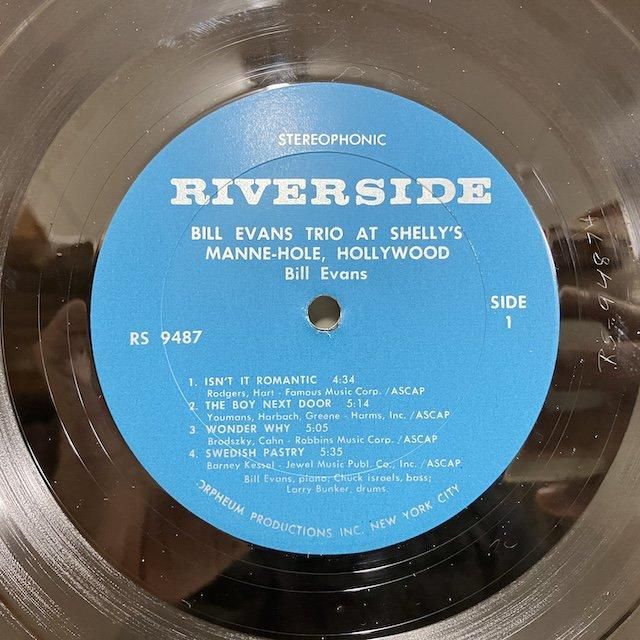 STEREOPHONIC
RIVERSIDE
BILL EVANS TRIO AT SHELLY'S
MANNE-HOLE, HOLLYWOOD
Bill Evans
SIDE
1
RS 9487
1. ISN'T IT ROMANTIC 4:34
Rodgers, Hart - Famous Music Corp. /ASCAP
2. THE BOY NEXT DOOR 5:14
Youmans, Harbach, Greene - Harms, Inc. /ASCAP
3. WONDER WHY 5:05
Brodszky, Cahn - Robbins Music Corp. /ASCAP
4. SWEDISH PASTRY 5:35
Barney Kessel - Jewel Music Publ. Co., Inc. /ASCAP
Bill Evans, piano; Chuck Israels, bass;
Larry Bunker, drums.
ORPHEUM PRODUCTIONS INC. NEW YORK CITY